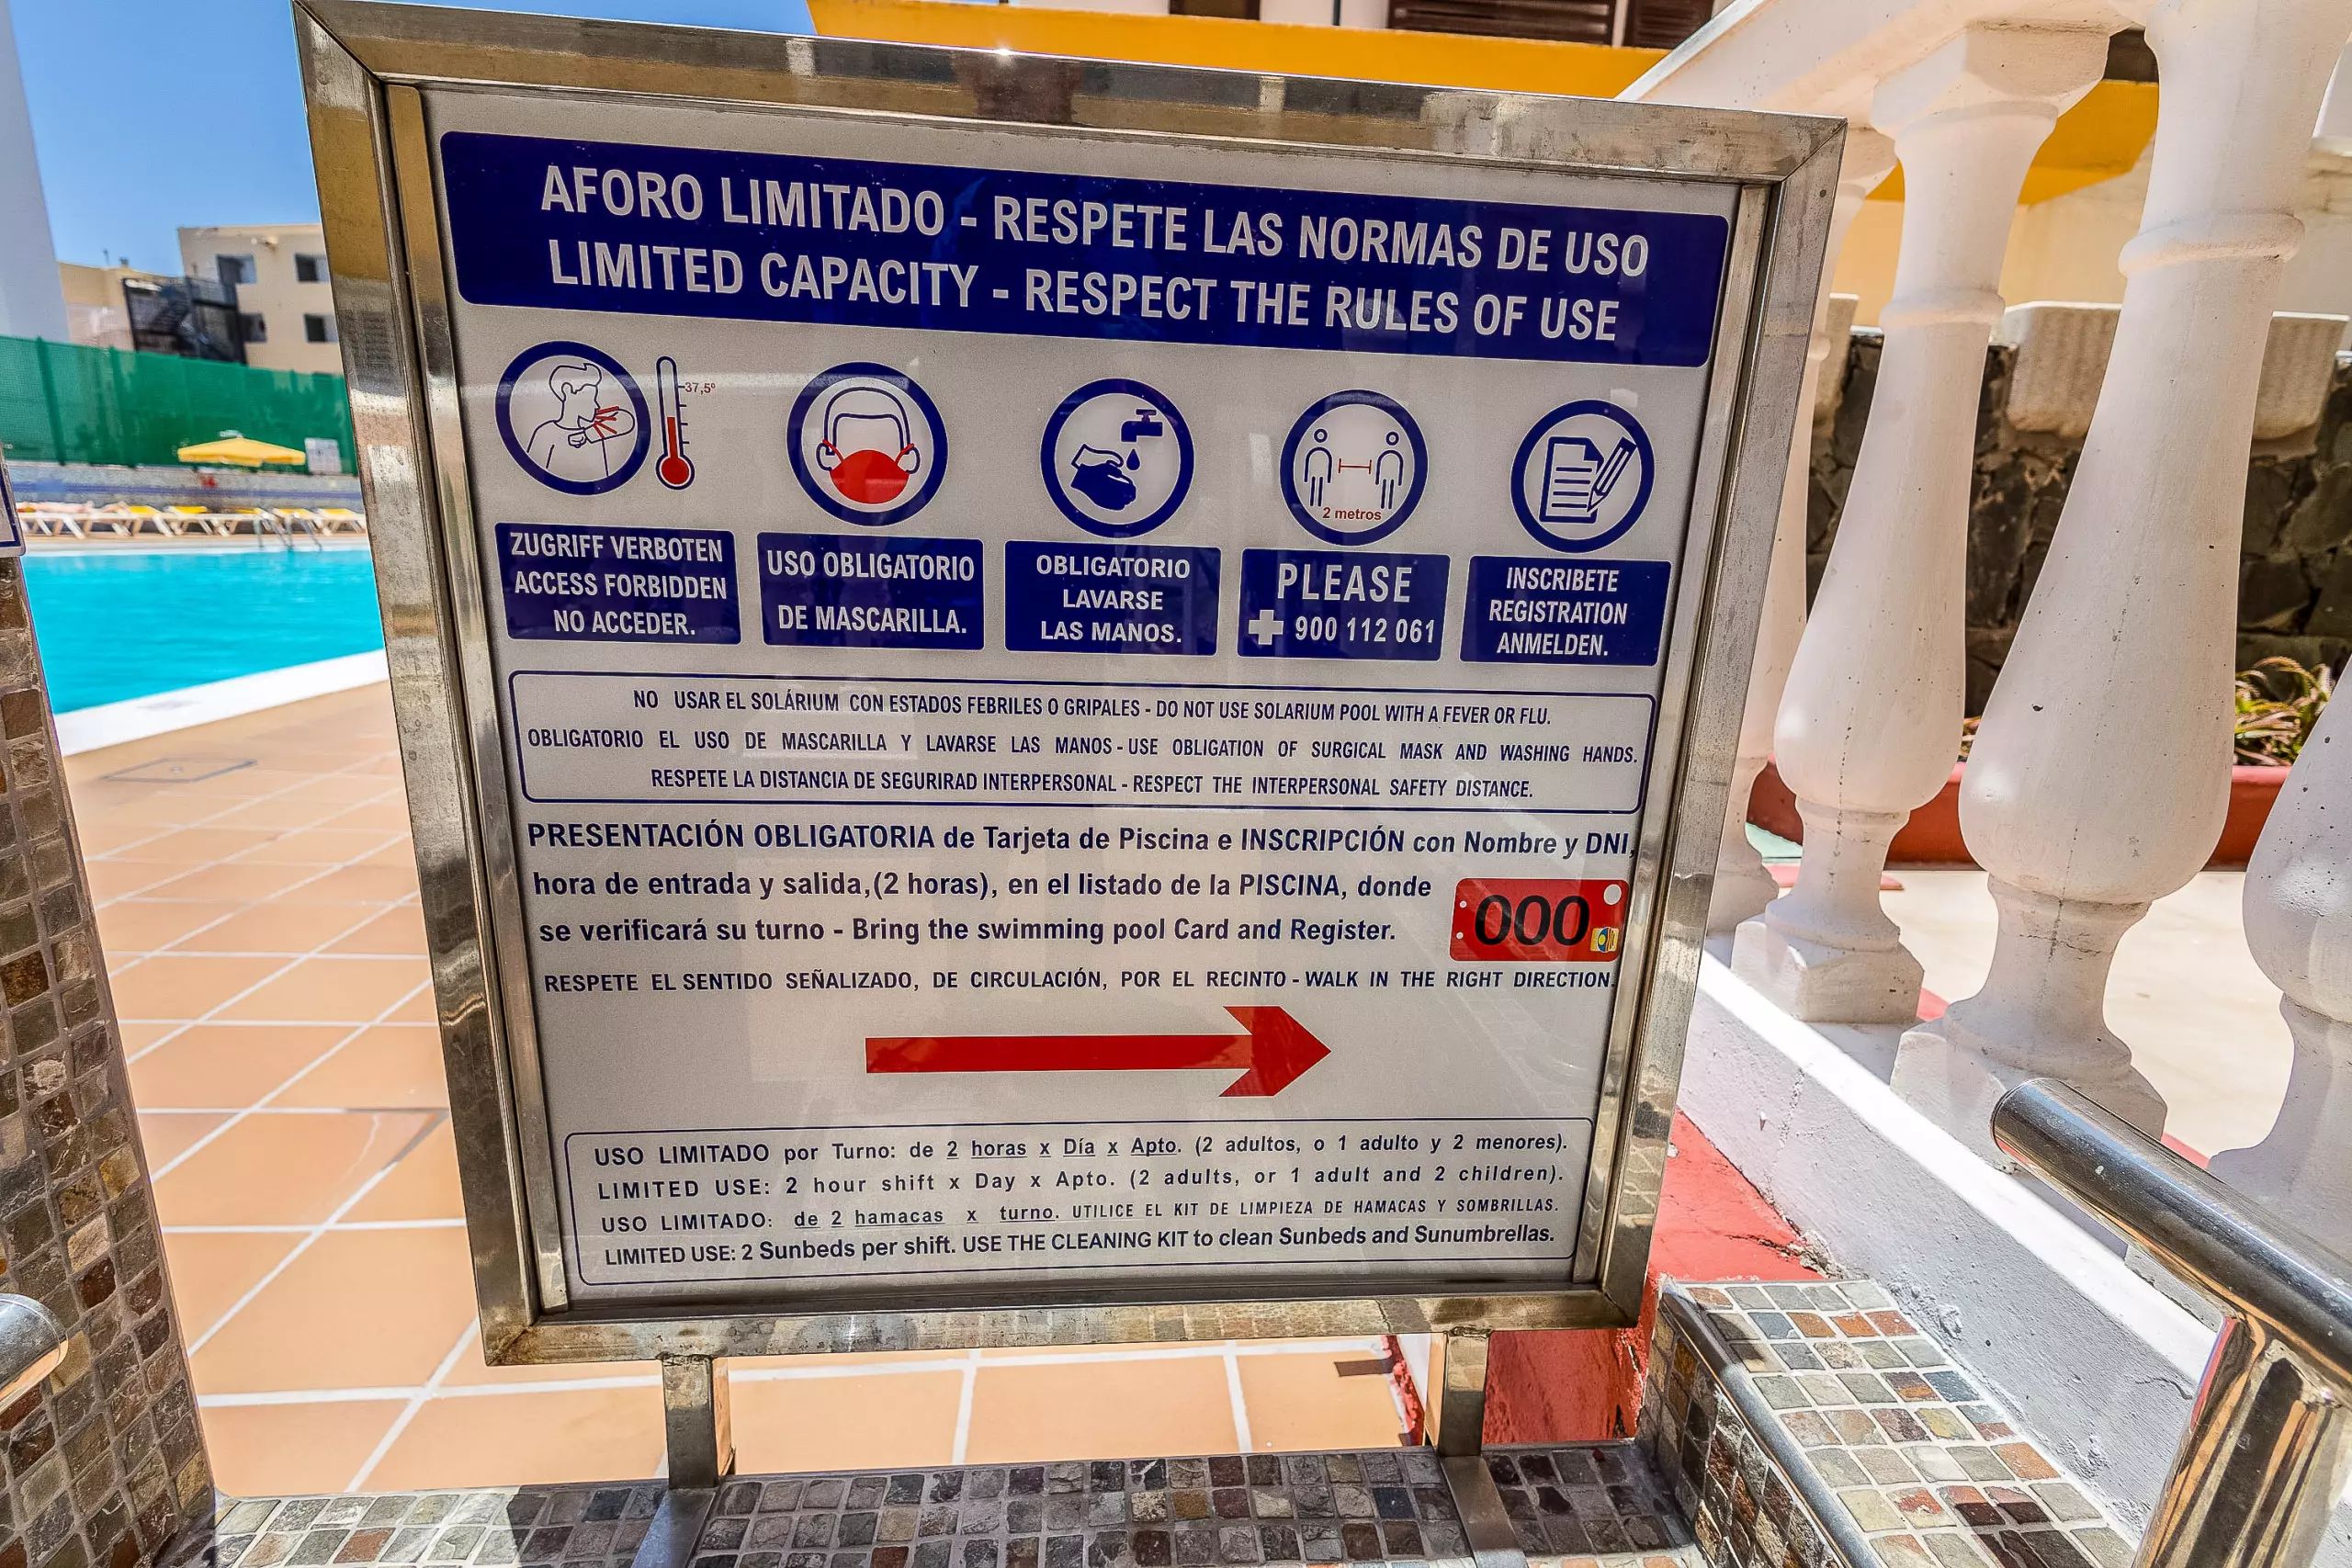 AFORO LIMITADO - RESPETE LAS NORMAS DE USO
LIMITED CAPACITY - RESPECT THE RULES OF USE
37,5º
2 metros
ZUGRIFF VERBOTEN
ACCESS FORBIDDEN
NO ACCEDER.
USO OBLIGATORIO
DE MASCARILLA.
OBLIGATORIO
LAVARSE
LAS MANOS.
PLEASE
900 112 061
INSCRIBETE
REGISTRATION
ANMELDEN.
NO USAR EL SOLÁRIUM CON ESTADOS FEBRILES O GRIPALES - DO NOT USE SOLARIUM POOL WITH A FEVER OR FLU.
OBLIGATORIO EL USO DE MASCARILLA Y LAVARSE LAS MANOS - USE OBLIGATION OF SURGICAL MASK AND WASHING HANDS.
RESPETE LA DISTANCIA DE SEGURIRAD INTERPERSONAL - RESPECT THE INTERPERSONAL SAFETY DISTANCE.
PRESENTACIÓN OBLIGATORIA de Tarjeta de Piscina e INSCRIPCIÓN con Nombre y DNI,
hora de entrada y salida,(2 horas), en el listado de la PISCINA, donde
se verificará su turno - Bring the swimming pool Card and Register.
000
RESPETE EL SENTIDO SEÑALIZADO, DE CIRCULACIÓN, POR EL RECINTO - WALK IN THE RIGHT DIRECTION.
USO LIMITADO por Turno: de 2 horas x Día x Apto. (2 adultos, o 1 adulto y 2 menores).
LIMITED USE: 2 hour shift x Day x Apto. (2 adults, or 1 adult and 2 children).
USO LIMITADO: de 2 hamacas x turno. UTILICE EL KIT DE LIMPIEZA DE HAMACAS Y SOMBRILLAS.
LIMITED USE: 2 Sunbeds per shift. USE THE CLEANING KIT to clean Sunbeds and Sunumbrellas.